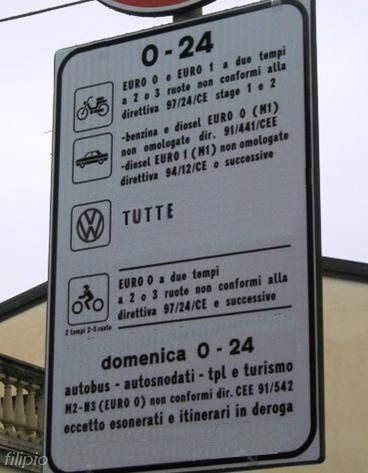 0 - 24
EURO 0 e EURO 1 a due tempi
a 2 o 3 ruote non conformi alla
direttiva 97/24/CE stage 1 e 2
-benzina e diesel EURO 0 (M1)
non omologate dir. 91/441/CEE
-diesel EURO 1 (M1) non omologate
direttiva 94/12/CE o successive
TUTTE
EURO 0 a due tempi
a 2 o 3 ruote non conformi alla
direttiva 97/24/CE e successive
2 tempi 2-3 ruote
domenica 0 - 24
autobus - autosnodati - tpl e turismo
M2-M3 (EURO 0) non conformi dir. CEE 91/542
eccetto esonerati e itinerari in deroga
filipio